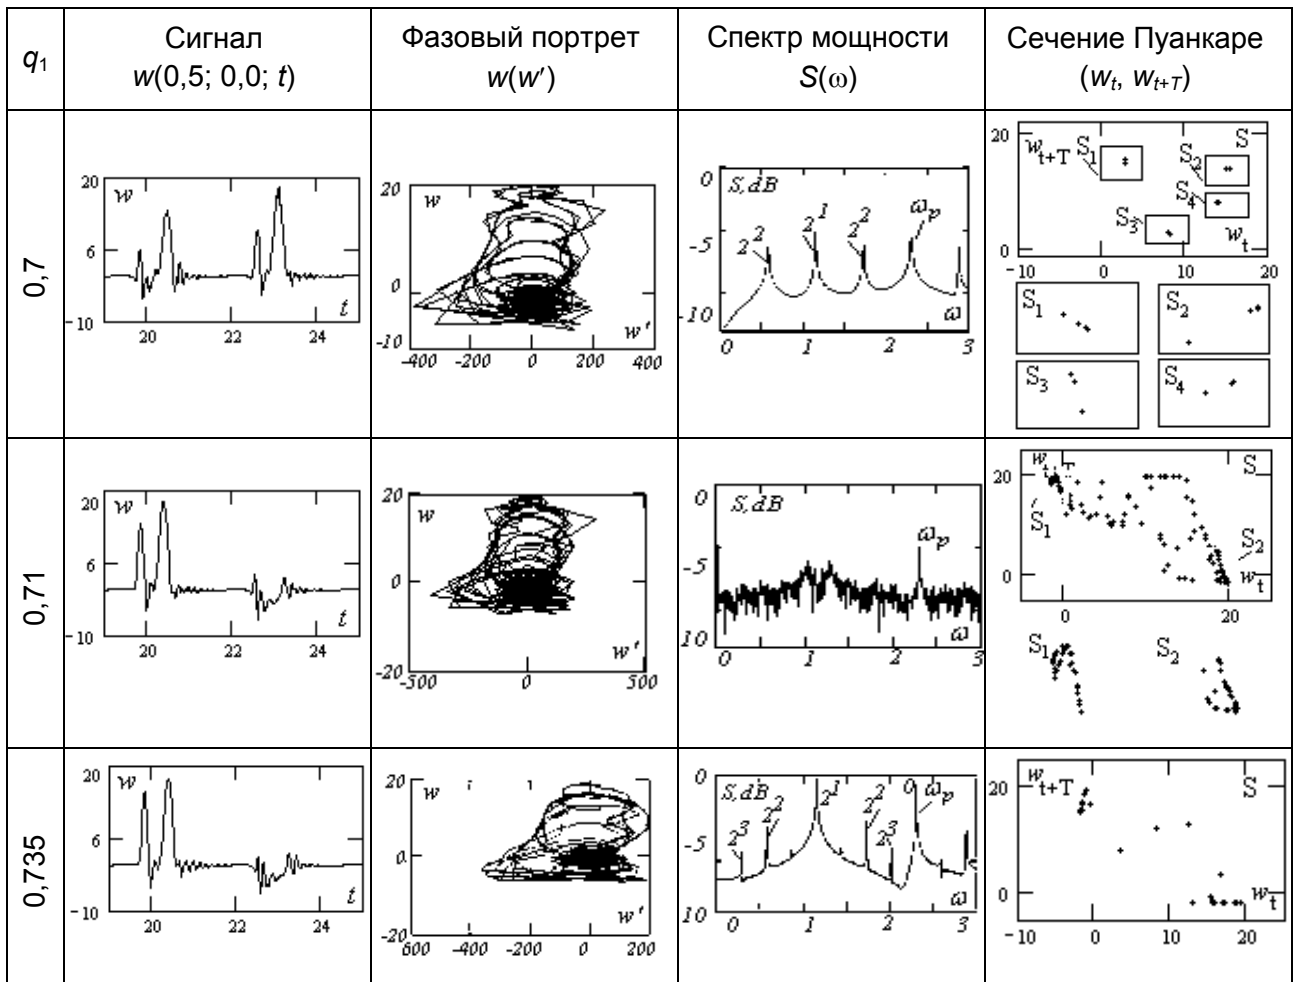 q1
Сигнал
w(0,5; 0,0; t)
Фазовый портрет
w(w′)
Спектр мощности
S(ω)
Сечение Пуанкаре
(wt, wt+T)
0,7
20
w
6
-10
20 22 24
t
20
w
0
-10
w'
-400 -200 0 200 400
0
S,dB
-5
-10
2^2 2^1 2^2 ωp
ω
0 1 2 3
20
wt+T S1 S2 S
S4
S3 wt
0
-10 0 10 20
S1 S2
S3 S4
0,71
20
w
6
-10
20 22 24
t
20
w
0
-20
w'
-500 0 500
0
S,dB
-5
10
ωp
ω
0 1 2 3
w T S
20
S1 S2
0 wt
0 20
S1 S2
0,735
20
w
6
-10
20 22 24
t
20
w
0
-20
w'
600 400 -200 0 200
0
S,dB
-5
10
2^3 2^2 2^1 2^2 2^3 0 ωp
ω
0 1 2 3
wt+T S
20
0 wt
-10 0 10 20